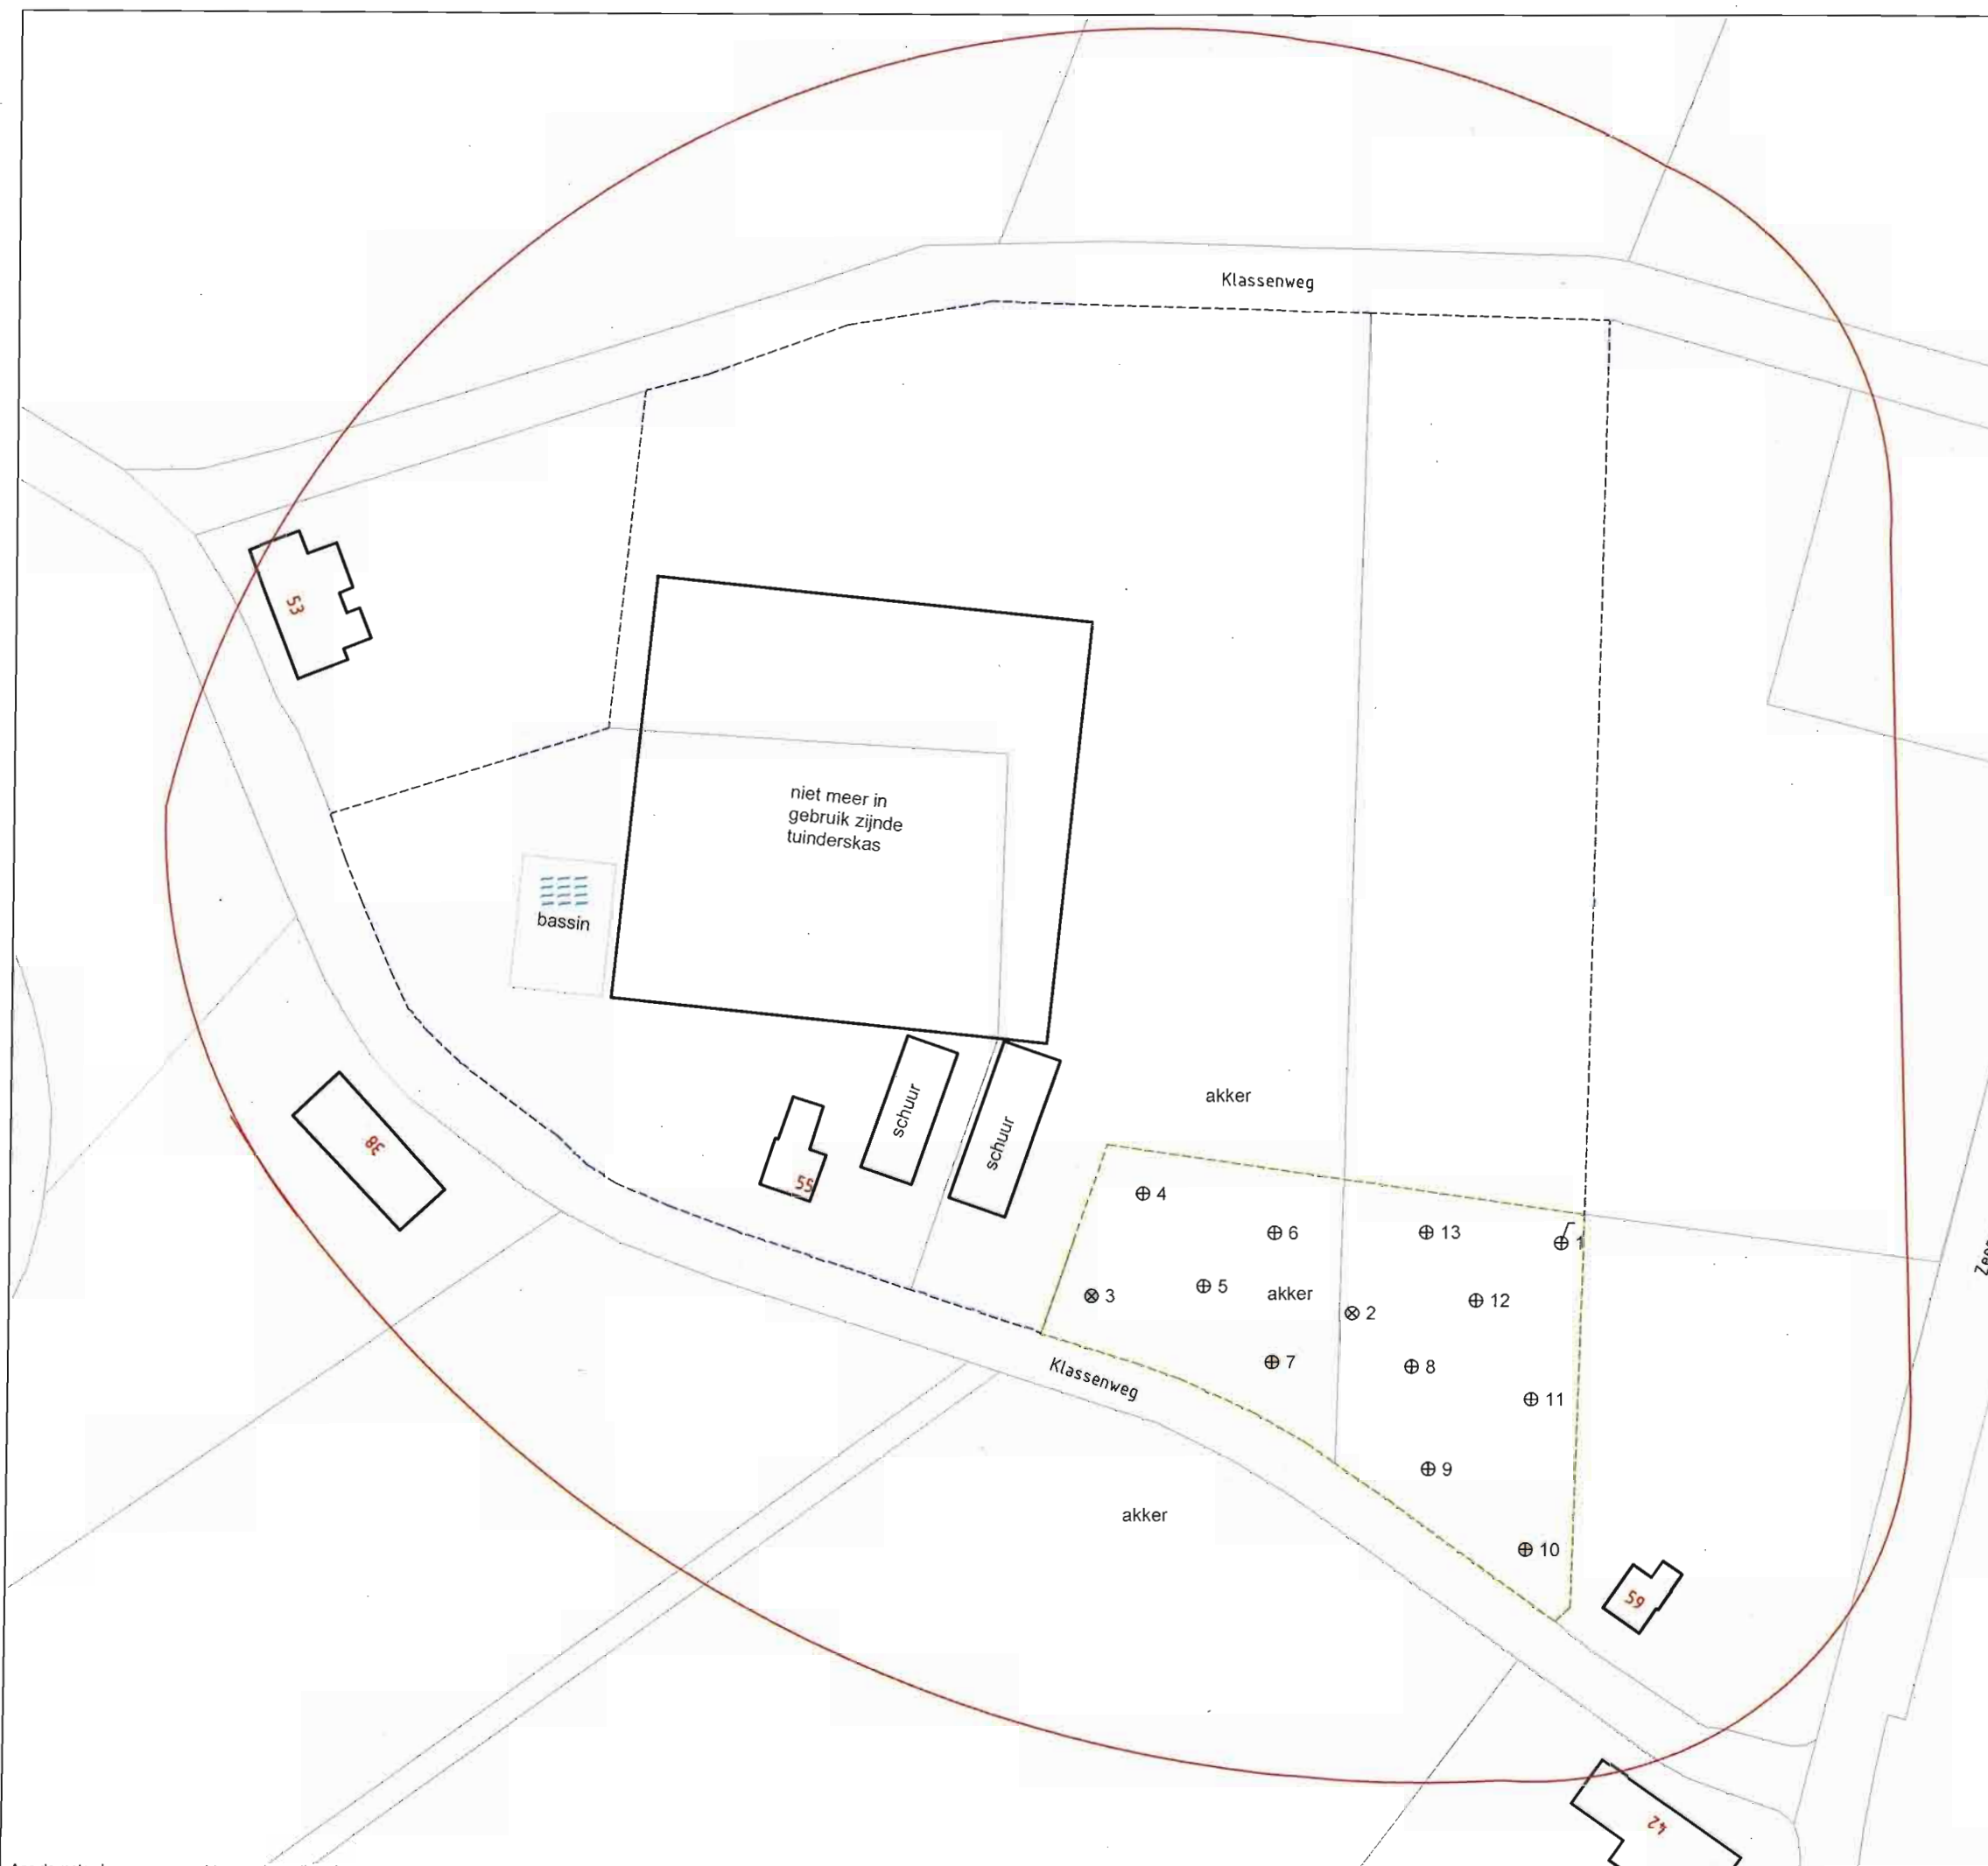 Klassenweg
53
niet meer in
gebruik zijnde
tuinderskas
bassin
38
schuur
schuur
55
akker
4
6
13
1
3
5
akker
2
12
7
8
11
Klassenweg
9
akker
10
59
42